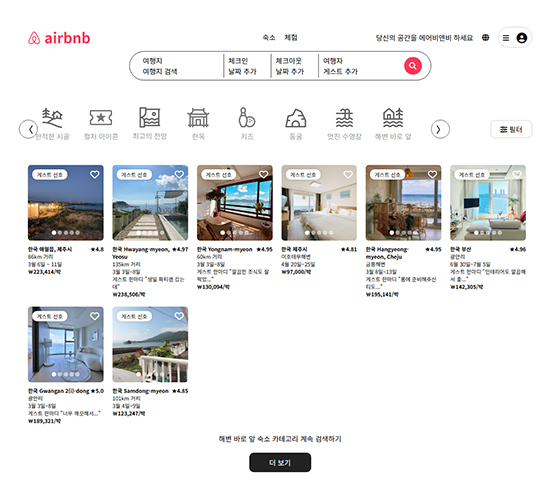 airbnb
숙소 체험
당신의 공간을 에어비앤비 하세요
여행지
여행지 검색
체크인
날짜 추가
체크아웃
날짜 추가
여행자
게스트 추가
한적한 시골
컬처 아이콘
최고의 전망
한옥
키즈
동굴
멋진 수영장
해변 바로 앞
필터
게스트 선호
한국 애월읍, 제주시 ★4.8
86km 거리
3월 6일 – 11일
₩223,414/박
게스트 선호
한국 Hwayang-myeon, Yeosu ★4.97
135km 거리
3월 3일–8일
게스트 한마디 "생일 파티겸 갔는데"
₩238,506/박
게스트 선호
한국 Yongnam-myeon ★4.95
60km 거리
3월 3일–8일
게스트 한마디 "깔끔한 조식도 잘 먹었..."
₩130,094/박
게스트 선호
한국 제주시 ★4.81
이호테우해변
4월 20일–25일
₩97,000/박
게스트 선호
한국 Hangyeong-myeon, Cheju ★4.95
금릉해변
3월 8일–13일
게스트 한마디 "롱에 준비해주신 티도..."
₩195,141/박
게스트 선호
한국 부산 ★4.96
광안리
6월 30일–7월 5일
게스트 한마디 "인테리어도 깔끔해서 좋..."
₩142,305/박
게스트 선호
한국 Gwangan 2(i)-dong ★5.0
광안리
3월 3일–8일
게스트 한마디 "너무 깨끗해서..."
₩189,321/박
게스트 선호
한국 Samdong-myeon ★4.85
101km 거리
3월 4일–9일
₩123,247/박
해변 바로 앞 숙소 카테고리 계속 검색하기
더 보기